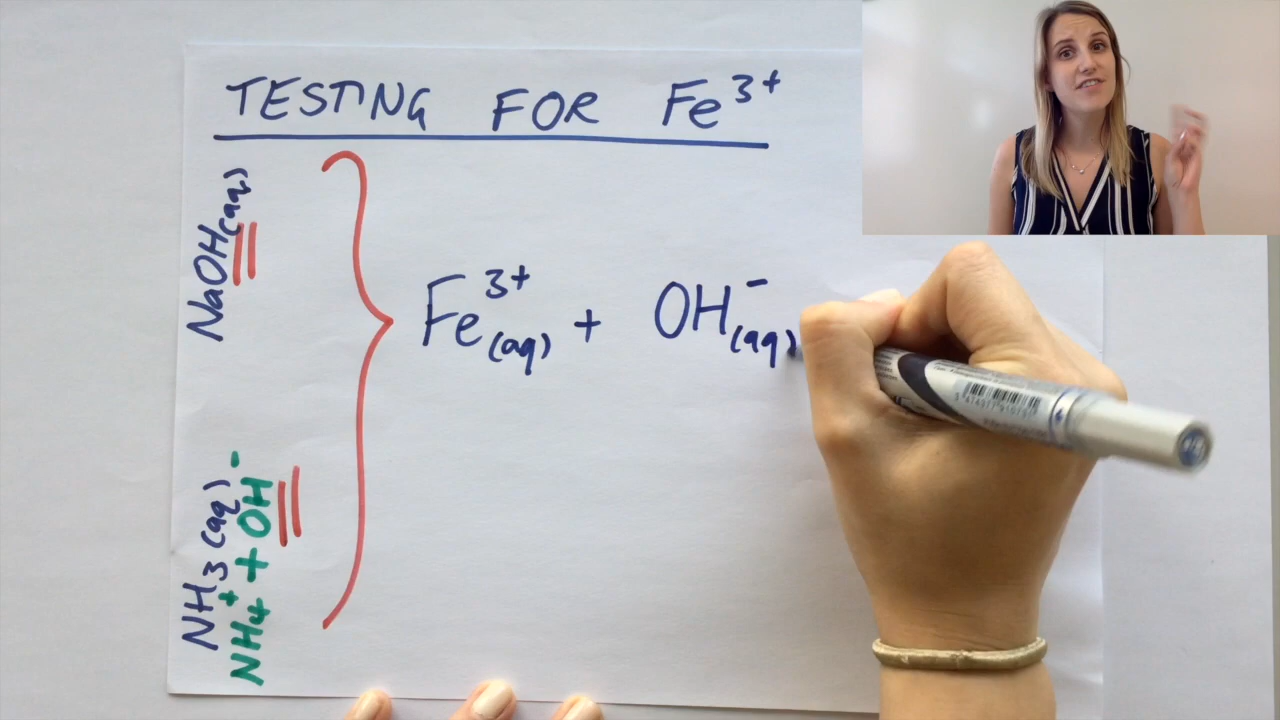 TESTING FOR Fe³⁺
NaOH(aq)
Fe³⁺(aq) + OH⁻(aq)
NH₃(aq)
NH₄⁺ + OH⁻